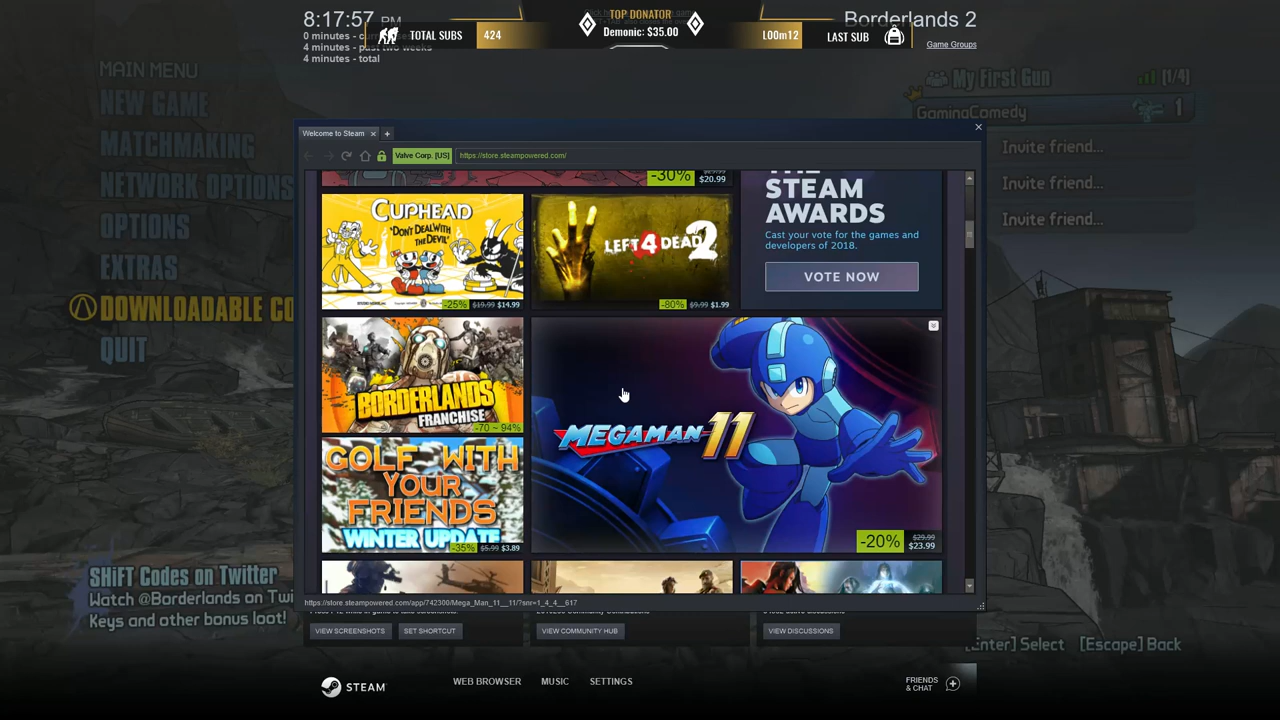 8:17:57 PM
0 minutes - cu
4 minutes - past two weeks
4 minutes - total
TOTAL SUBS
424
TOP DONATOR
Demonic: $35.00
L00m12
LAST SUB
Borderlands 2
Game Groups
MAIN MENU
NEW GAME
MATCHMAKING
NETWORK OPTIONS
OPTIONS
EXTRAS
DOWNLOADABLE CO
QUIT
My First Gun
[1/4]
GamingComedy
1
Invite friend...
Invite friend...
Invite friend...
Welcome to Steam
Valve Corp. [US]
https://store.steampowered.com/
-30%
$20.99
THE
STEAM
AWARDS
Cast your vote for the games and
developers of 2018.
VOTE NOW
CUPHEAD
"DON'T DEAL WITH
THE DEVIL"
-25% $19.99 $14.99
LEFT 4 DEAD 2
-80% $9.99 $1.99
BORDERLANDS
FRANCHISE
-70 ~ 94%
MEGAMAN 11
-20%
$29.99
$23.99
GOLF WITH
YOUR
FRIENDS
WINTER UPDATE
-35% $5.99 $3.89
https://store.steampowered.com/app/742300/Mega_Man_11__11/?snr=1_4_4__617
VIEW SCREENSHOTS
SET SHORTCUT
VIEW COMMUNITY HUB
VIEW DISCUSSIONS
SHiFT Codes on Twitter
Watch @Borderlands on Twi
Keys and other bonus loot!
[Enter] Select [Escape] Back
STEAM
WEB BROWSER
MUSIC
SETTINGS
FRIENDS
& CHAT